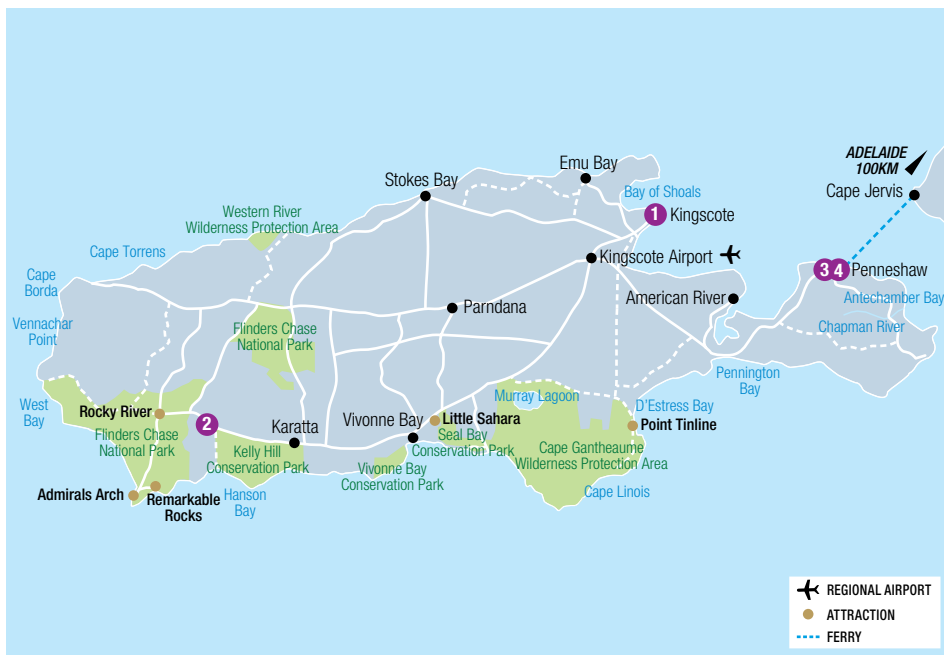 ADELAIDE
100KM
Cape Jervis
Emu Bay
Stokes Bay
Bay of Shoals
1 Kingscote
Western River
Wilderness Protection Area
Cape Torrens
Kingscote Airport
3 4 Penneshaw
Cape
Borda
American River
Antechamber Bay
Parndana
Vennachar
Point
Flinders Chase
National Park
Chapman River
Pennington
Bay
West
Bay
Rocky River
Murray Lagoon
D'Estress Bay
2
Karatta
Vivonne Bay
Little Sahara
Point Tinline
Flinders Chase
National Park
Seal Bay
Conservation Park
Kelly Hill
Conservation Park
Cape Gantheaume
Wilderness Protection Area
Vivonne Bay
Conservation Park
Admirals Arch
Remarkable
Rocks
Hanson
Bay
Cape Linois
REGIONAL AIRPORT
ATTRACTION
FERRY